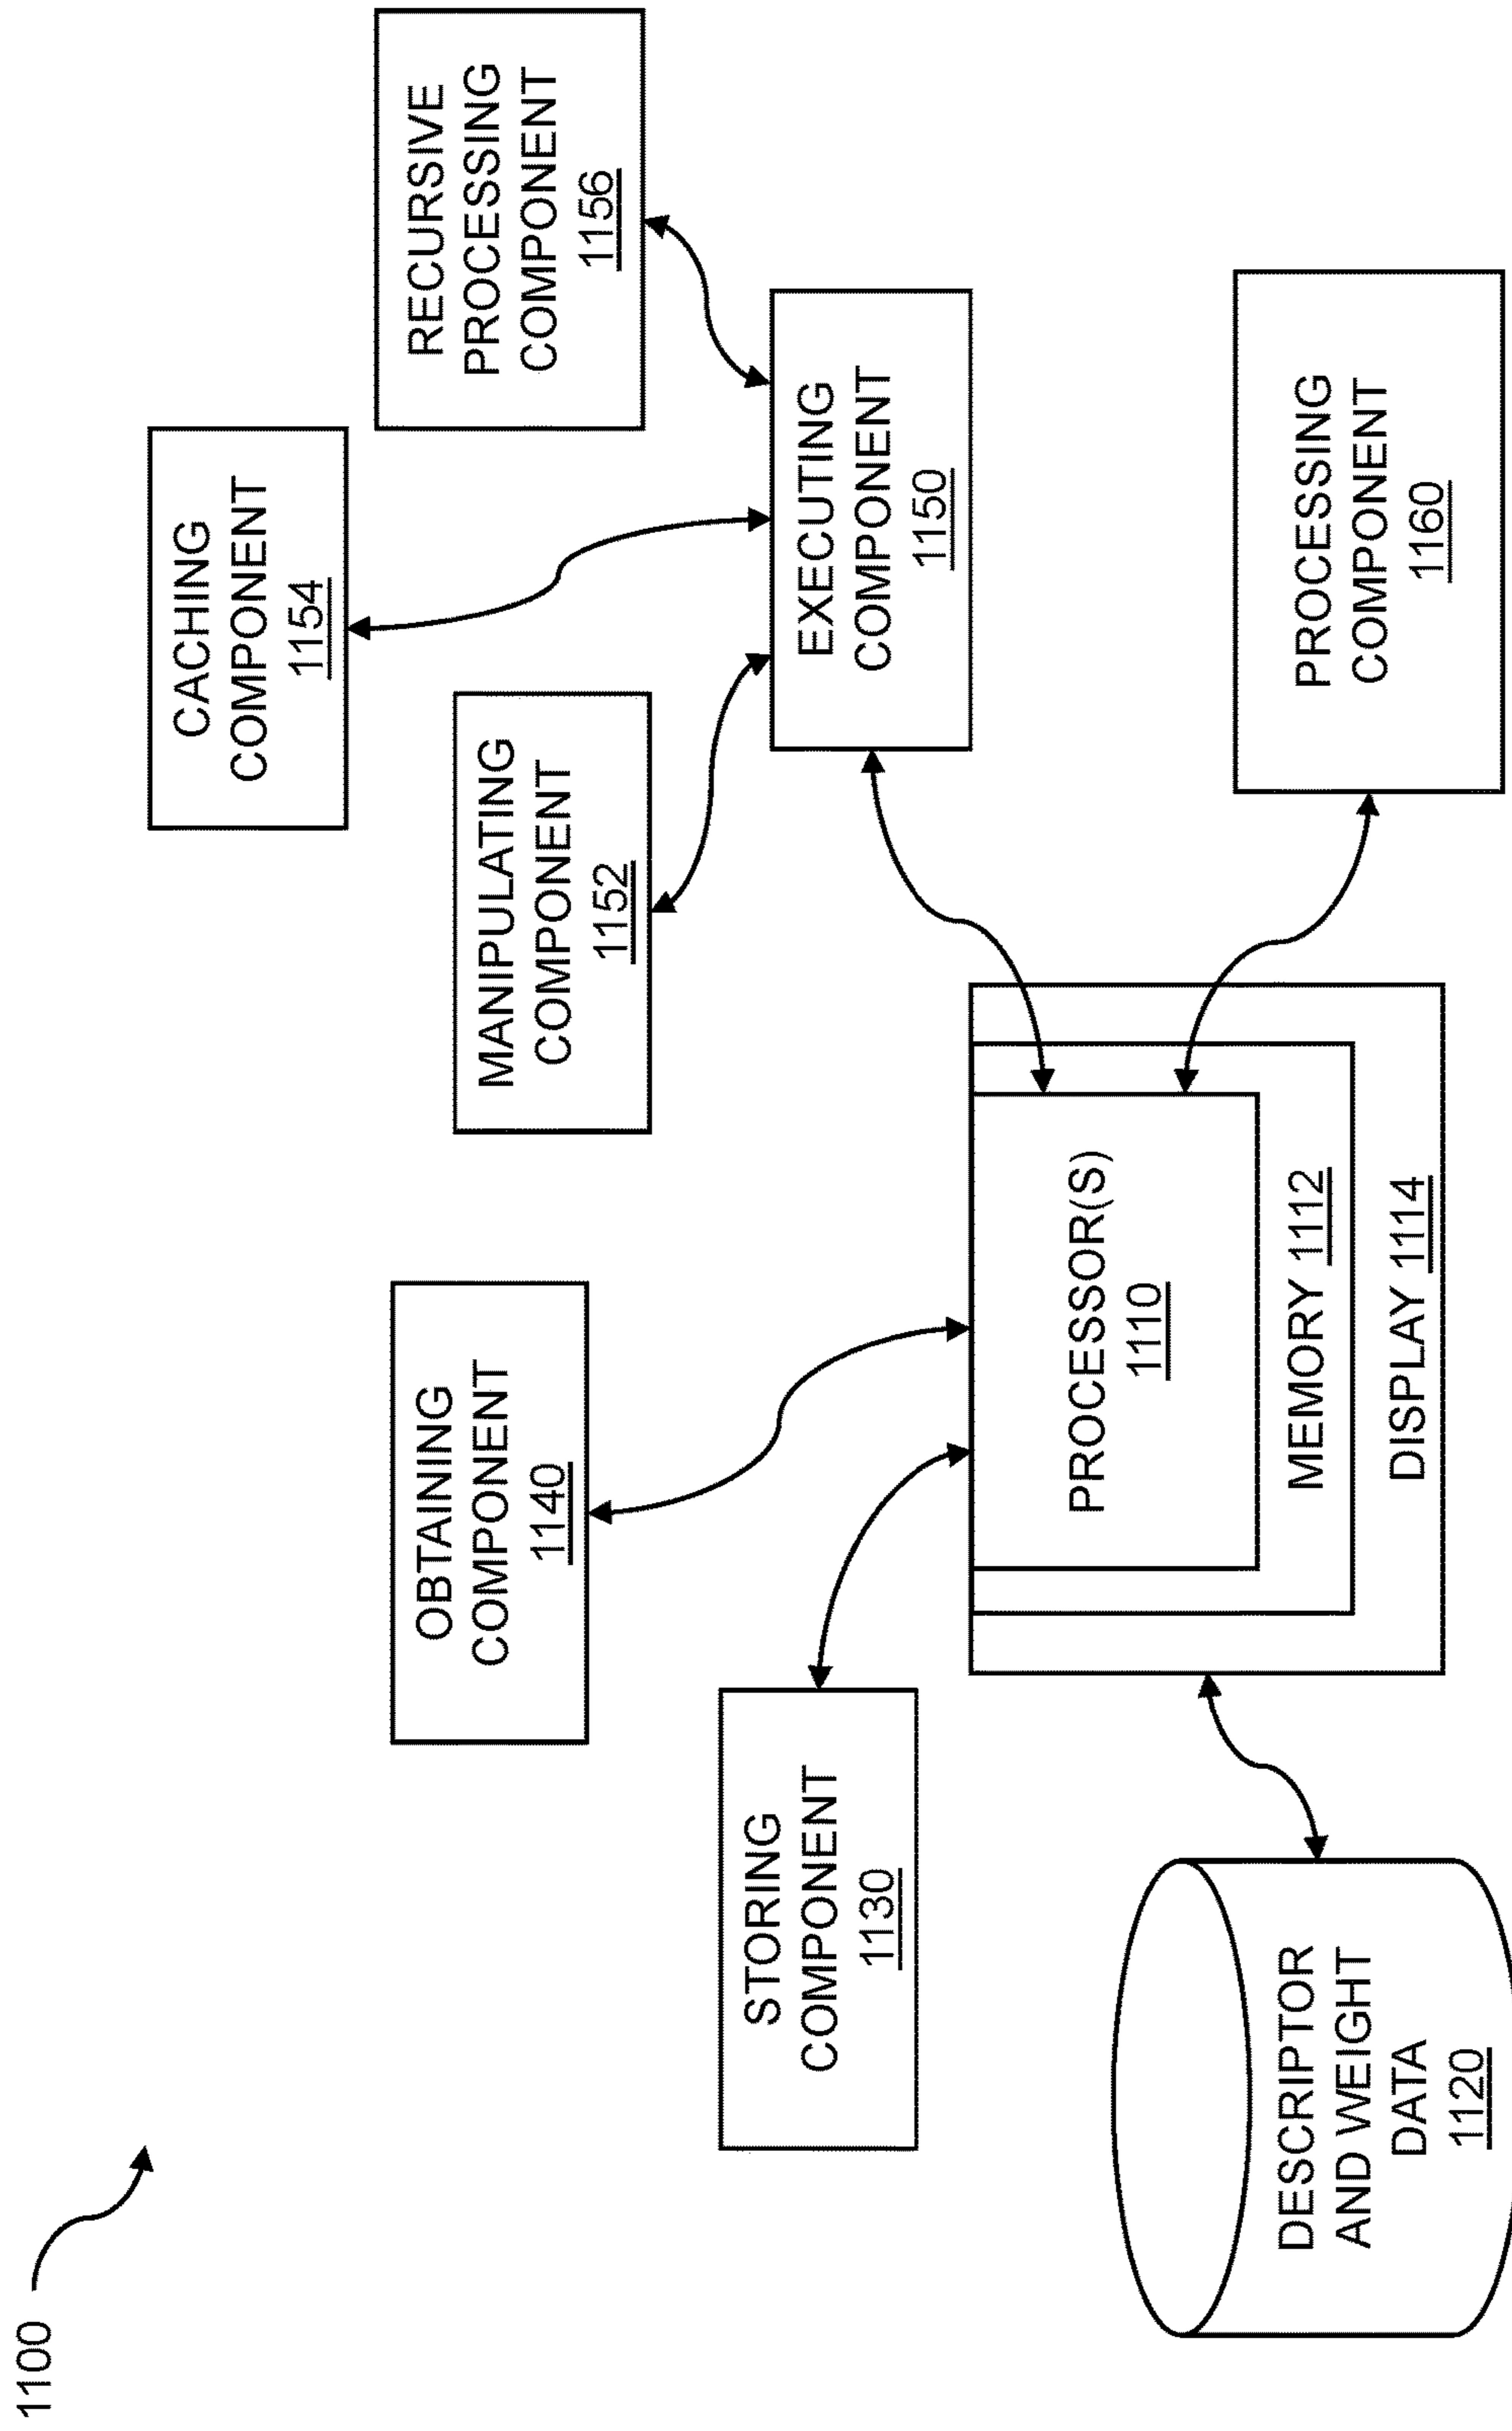 1100
CACHING
COMPONENT
1154
RECURSIVE
PROCESSING
COMPONENT
1156
MANIPULATING
COMPONENT
1152
OBTAINING
COMPONENT
1140
STORING
COMPONENT
1130
EXECUTING
COMPONENT
1150
PROCESSOR(S)
1110
MEMORY 1112
DISPLAY 1114
DESCRIPTOR
AND WEIGHT
DATA
1120
PROCESSING
COMPONENT
1160